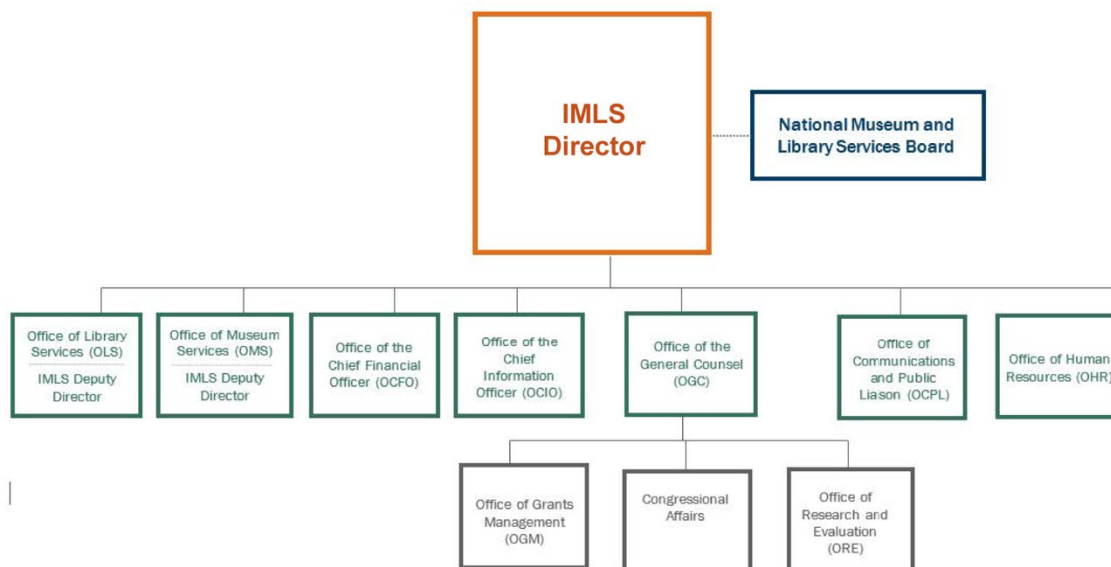 IMLS
Director
National Museum and
Library Services Board
Office of Library
Services (OLS)
IMLS Deputy
Director
Office of Museum
Services (OMS)
IMLS Deputy
Director
Office of the
Chief Financial
Officer (OCFO)
Office of the
Chief
Information
Officer (OCIO)
Office of the
General Counsel
(OGC)
Office of
Communications
and Public
Liason (OCPL)
Office of Human
Resources (OHR)
Office of Grants
Management
(OGM)
Congressional
Affairs
Office of
Research and
Evaluation
(ORE)